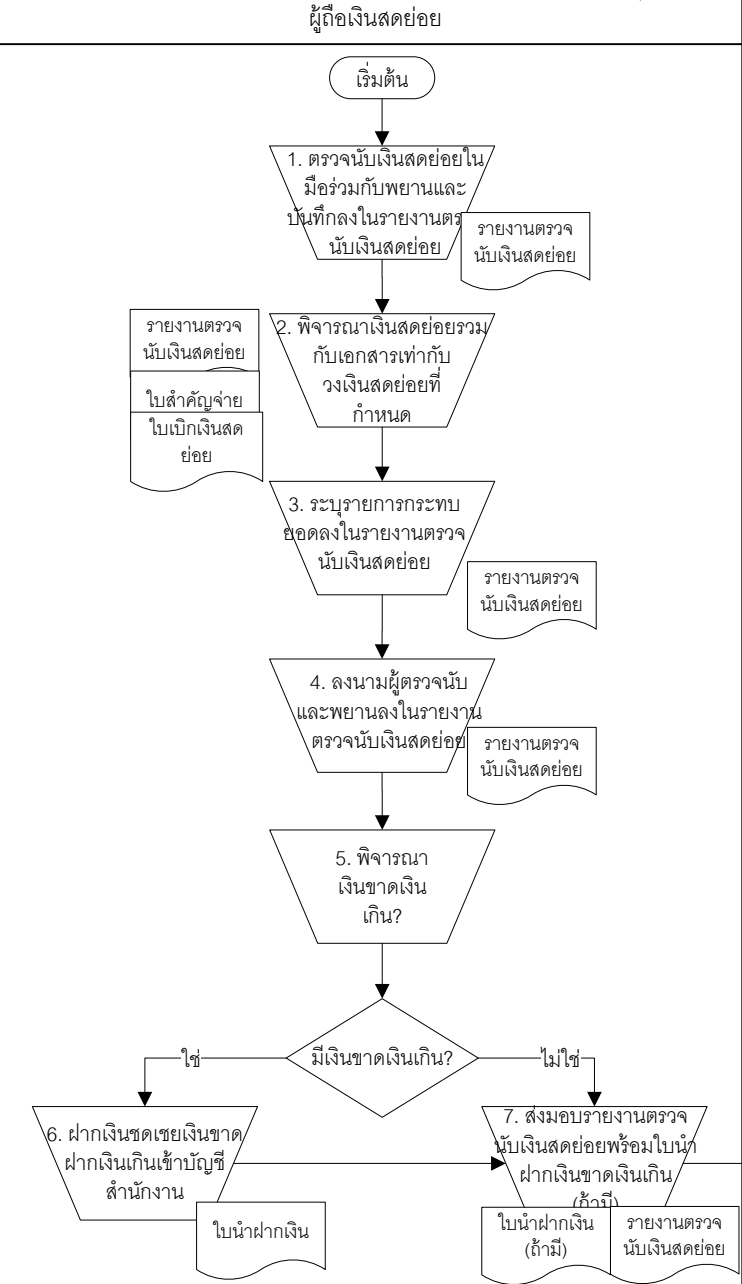 ผู้ถือเงินสดย่อย
เริ่มต้น
1. ตรวจนับเงินสดย่อยใน
มือร่วมกับพยานและ
บันทึกลงในรายงานตร
นับเงินสดย่อย
รายงานตรวจ
นับเงินสดย่อย
2. พิจารณาเงินสดย่อยรวม
กับเอกสารเท่ากับ
วงเงินสดย่อยที่
กำหนด
รายงานตรวจ
นับเงินสดย่อย
ใบสำคัญจ่าย
ใบเบิกเงินสด
ย่อย
3. ระบุรายการกระทบ
ยอดลงในรายงานตรวจ
นับเงินสดย่อย
รายงานตรวจ
นับเงินสดย่อย
4. ลงนามผู้ตรวจนับ
และพยานลงในรายงาน
ตรวจนับเงินสดย่อย
รายงานตรวจ
นับเงินสดย่อย
5. พิจารณา
เงินขาดเงิน
เกิน?
มีเงินขาดเงินเกิน?
ใช่
ไม่ใช่
6. ฝากเงินชดเชยเงินขาด
ฝากเงินเกินเข้าบัญชี
สำนักงาน
ใบนำฝากเงิน
7. ส่งมอบรายงานตรวจ
นับเงินสดย่อยพร้อมใบนำ
ฝากเงินขาดเงินเกิน
(ถ้ามี)
ใบนำฝากเงิน
(ถ้ามี)
รายงานตรวจ
นับเงินสดย่อย